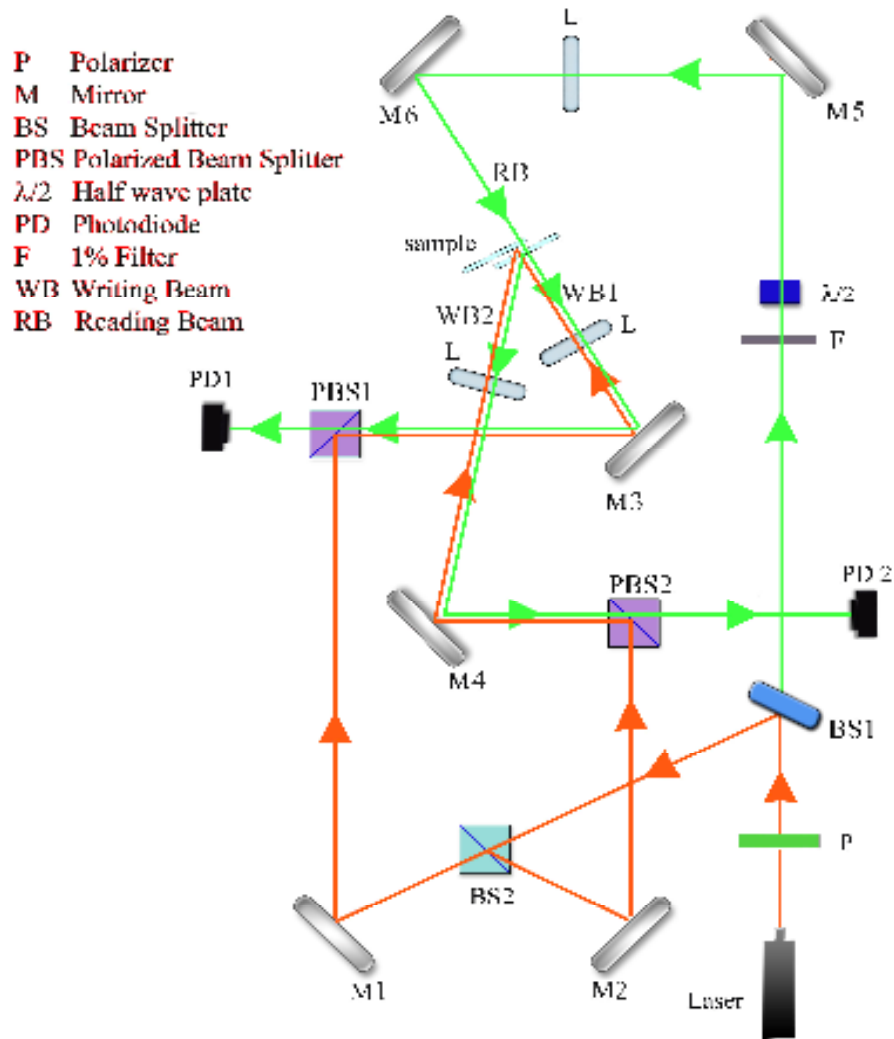 P Polarizer
M Mirror
BS Beam Splitter
PBS Polarized Beam Splitter
λ/2 Half wave plate
PD Photodiode
F 1% Filter
WB Writing Beam
RB Reading Beam
L
M6
M5
RB
sample
WB1
λ/2
WB2
L
L
F
PD1
PBS1
M3
PBS2
PD 2
M4
BS1
P
BS2
M1
M2
Laser